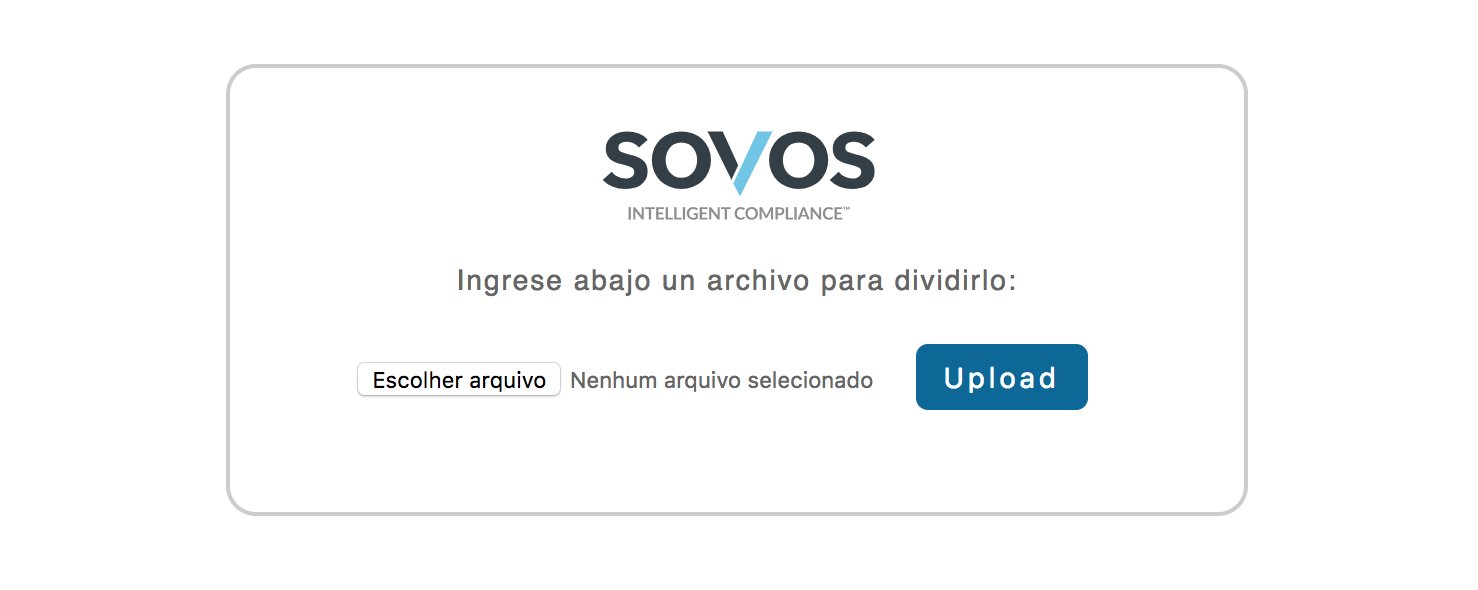 SOVOS
INTELLIGENT COMPLIANCE™
Ingrese abajo un archivo para dividirlo:
Escolher arquivo Nenhum arquivo selecionado Upload